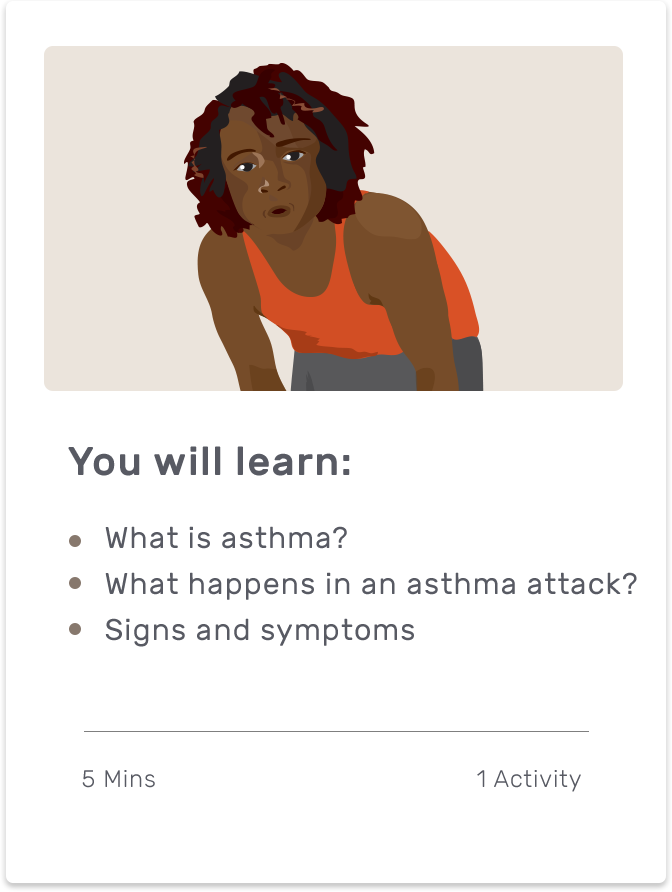 You will learn:
What is asthma?
What happens in an asthma attack?
Signs and symptoms
5 Mins
1 Activity